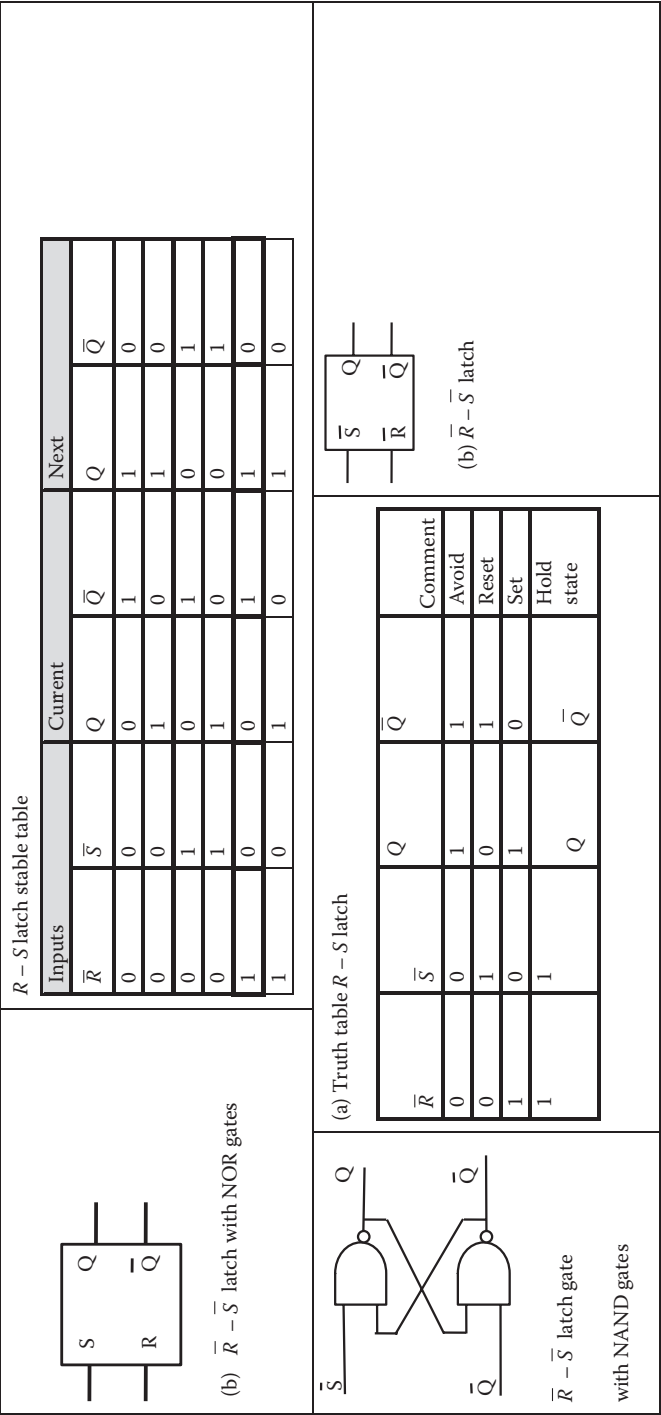 S Q
R Q̅
(b) R̅ – S̅ latch with NOR gates
R – S latch stable table
Inputs Current Next
R̅ S̅ Q Q̅ Q Q̅
0 0 0 1 1 0
0 0 1 0 1 0
0 1 0 1 0 1
0 1 1 0 0 1
1 0 0 1 1 0
1 0 1 0 1 0
S̅ Q
Q̅ Q̅
R̅ – S̅ latch gate
with NAND gates
(a) Truth table R – S latch
R̅ S̅ Q Q̅ Comment
0 0 1 1 Avoid
0 1 0 1 Reset
1 0 1 0 Set
1 1 Q Q̅ Hold
state
S̅ Q
R̅ Q̅
(b) R̅ – S̅ latch